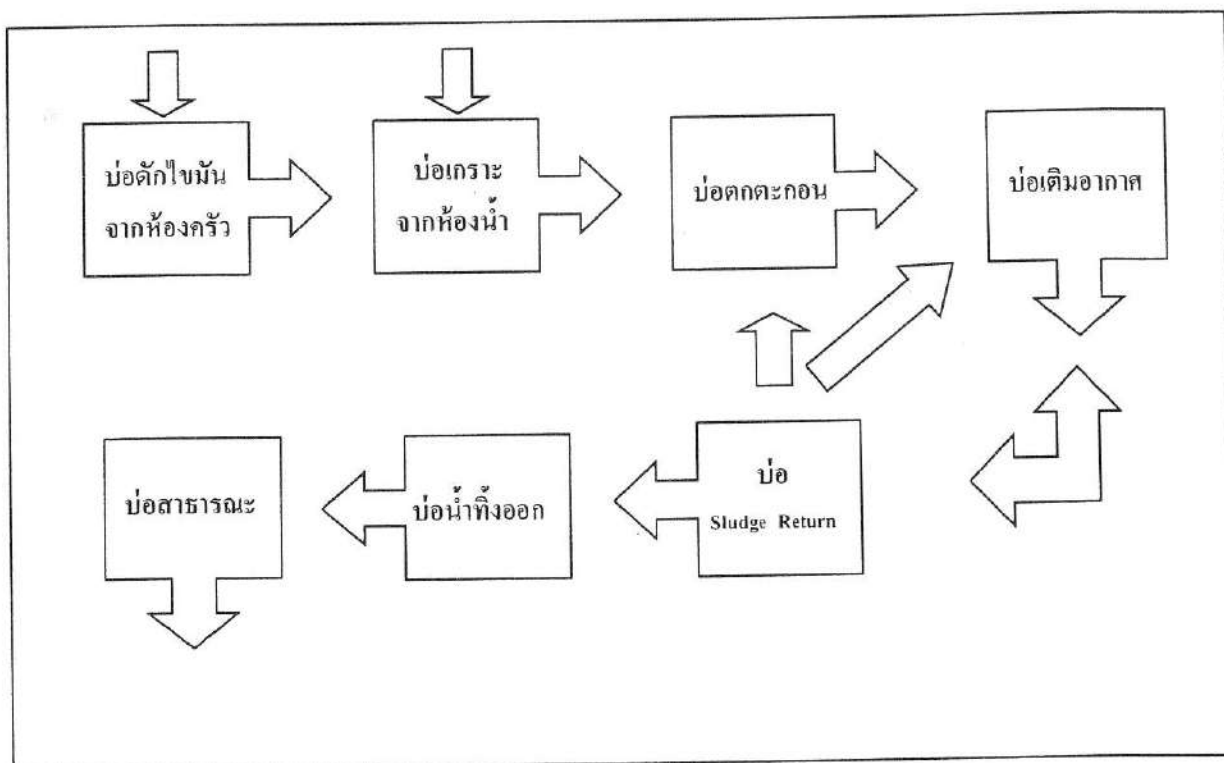 บ่อดักไขมัน
จากห้องครัว
บ่อเกราะ
จากห้องน้ำ
บ่อตกตะกอน
บ่อเติมอากาศ
บ่อสาธารณะ
บ่อน้ำทิ้งออก
บ่อ
Sludge Return